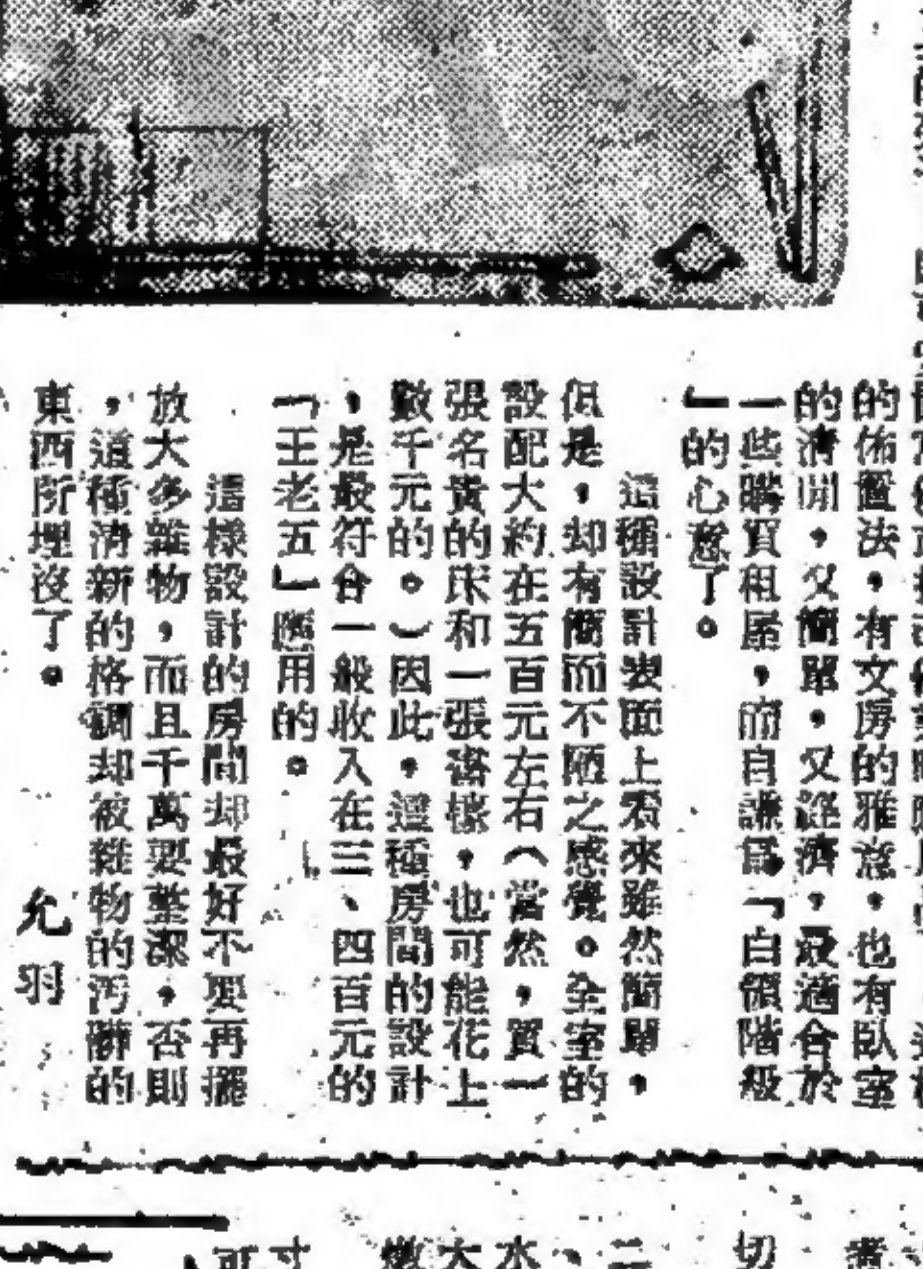 的佈置法，有文房的雅意，也有臥室
的清閒，又簡單，又經濟，最適合於
一些購買租屋，而自謙爲「白領階級
」的心意了。
這種設計表面上看來雖然簡單，
但是，却有簡而不陋之感覺。全室的
設配大約在五百元左右（當然，買一
張名貴的床和一張書檯，也可能花上
數千元的。）因此，這種房間的設計
，是最符合一般收入在三、四百元的
「王老五」應用的。
這樣設計的房間却最好不要再擺
放大多雜物，而且千萬要整潔，否則
，這種清新的格調却被雜物的污髒的
東西所埋沒了。
允羽